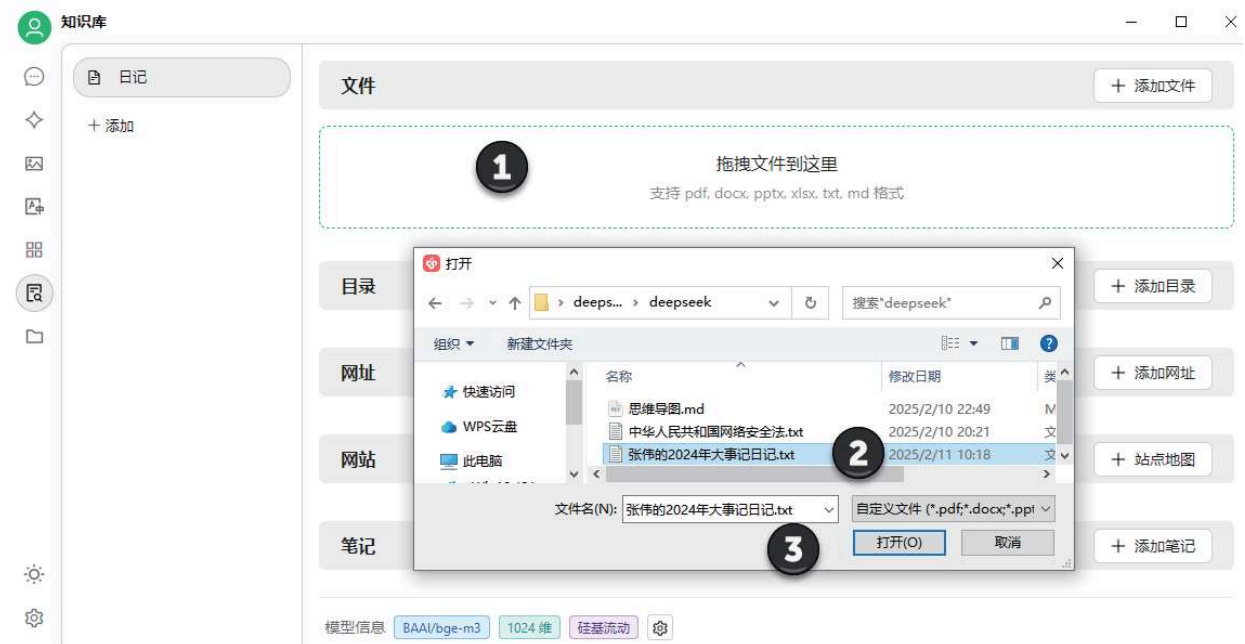 知识库
日记
+ 添加
文件
+ 添加文件
1
拖拽文件到这里
支持 pdf, docx, pptx, xlsx, txt, md 格式
打开
deeps... › deepseek
搜索"deepseek"
组织
新建文件夹
目录
+ 添加目录
网址
+ 添加网址
网站
+ 站点地图
笔记
+ 添加笔记
快速访问
WPS云盘
此电脑
名称
修改日期
类
思维导图.md
2025/2/10 22:49
M
中华人民共和国网络安全法.txt
2025/2/10 20:21
文
张伟的2024年大事记日记.txt
2
2025/2/11 10:18
文
文件名(N):
张伟的2024年大事记日记.txt
自定义文件 (*.pdf;*.docx;*.ppt
3
打开(O)
取消
模型信息
BAAI/bge-m3
1024 维
硅基流动